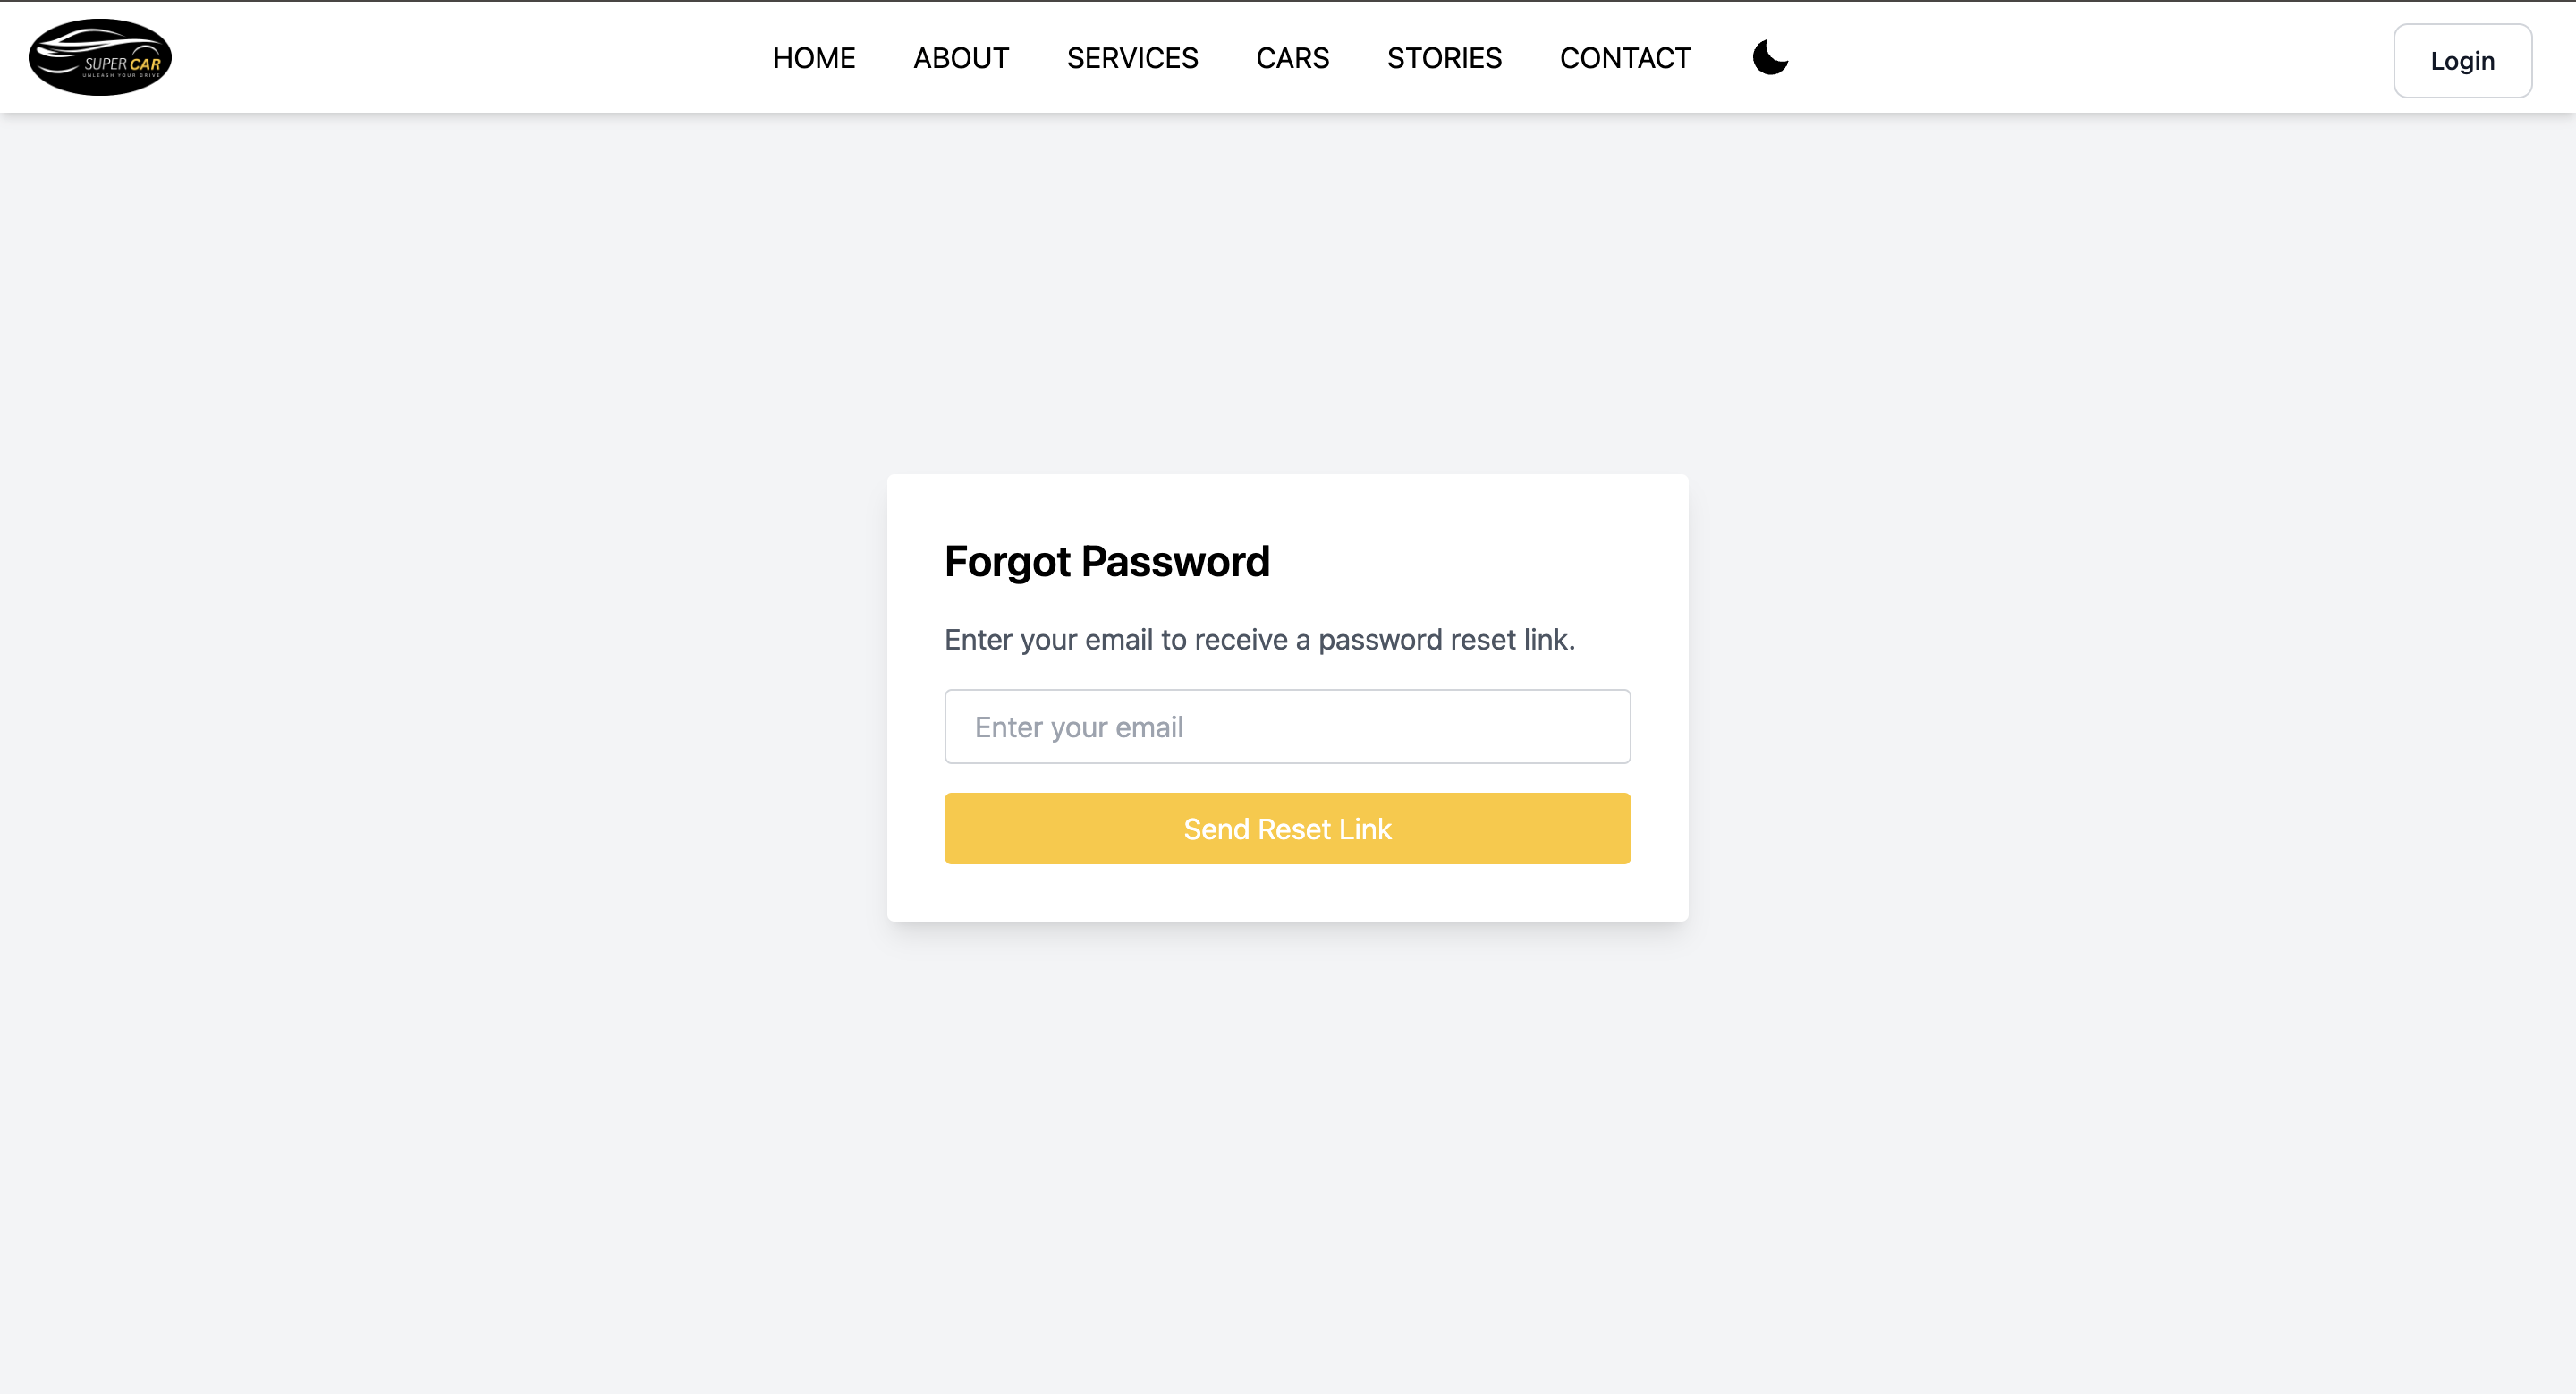 SUPER CAR
UNLEASH YOUR DRIVE
HOME ABOUT SERVICES CARS STORIES CONTACT
Login
Forgot Password
Enter your email to receive a password reset link.
Enter your email
Send Reset Link